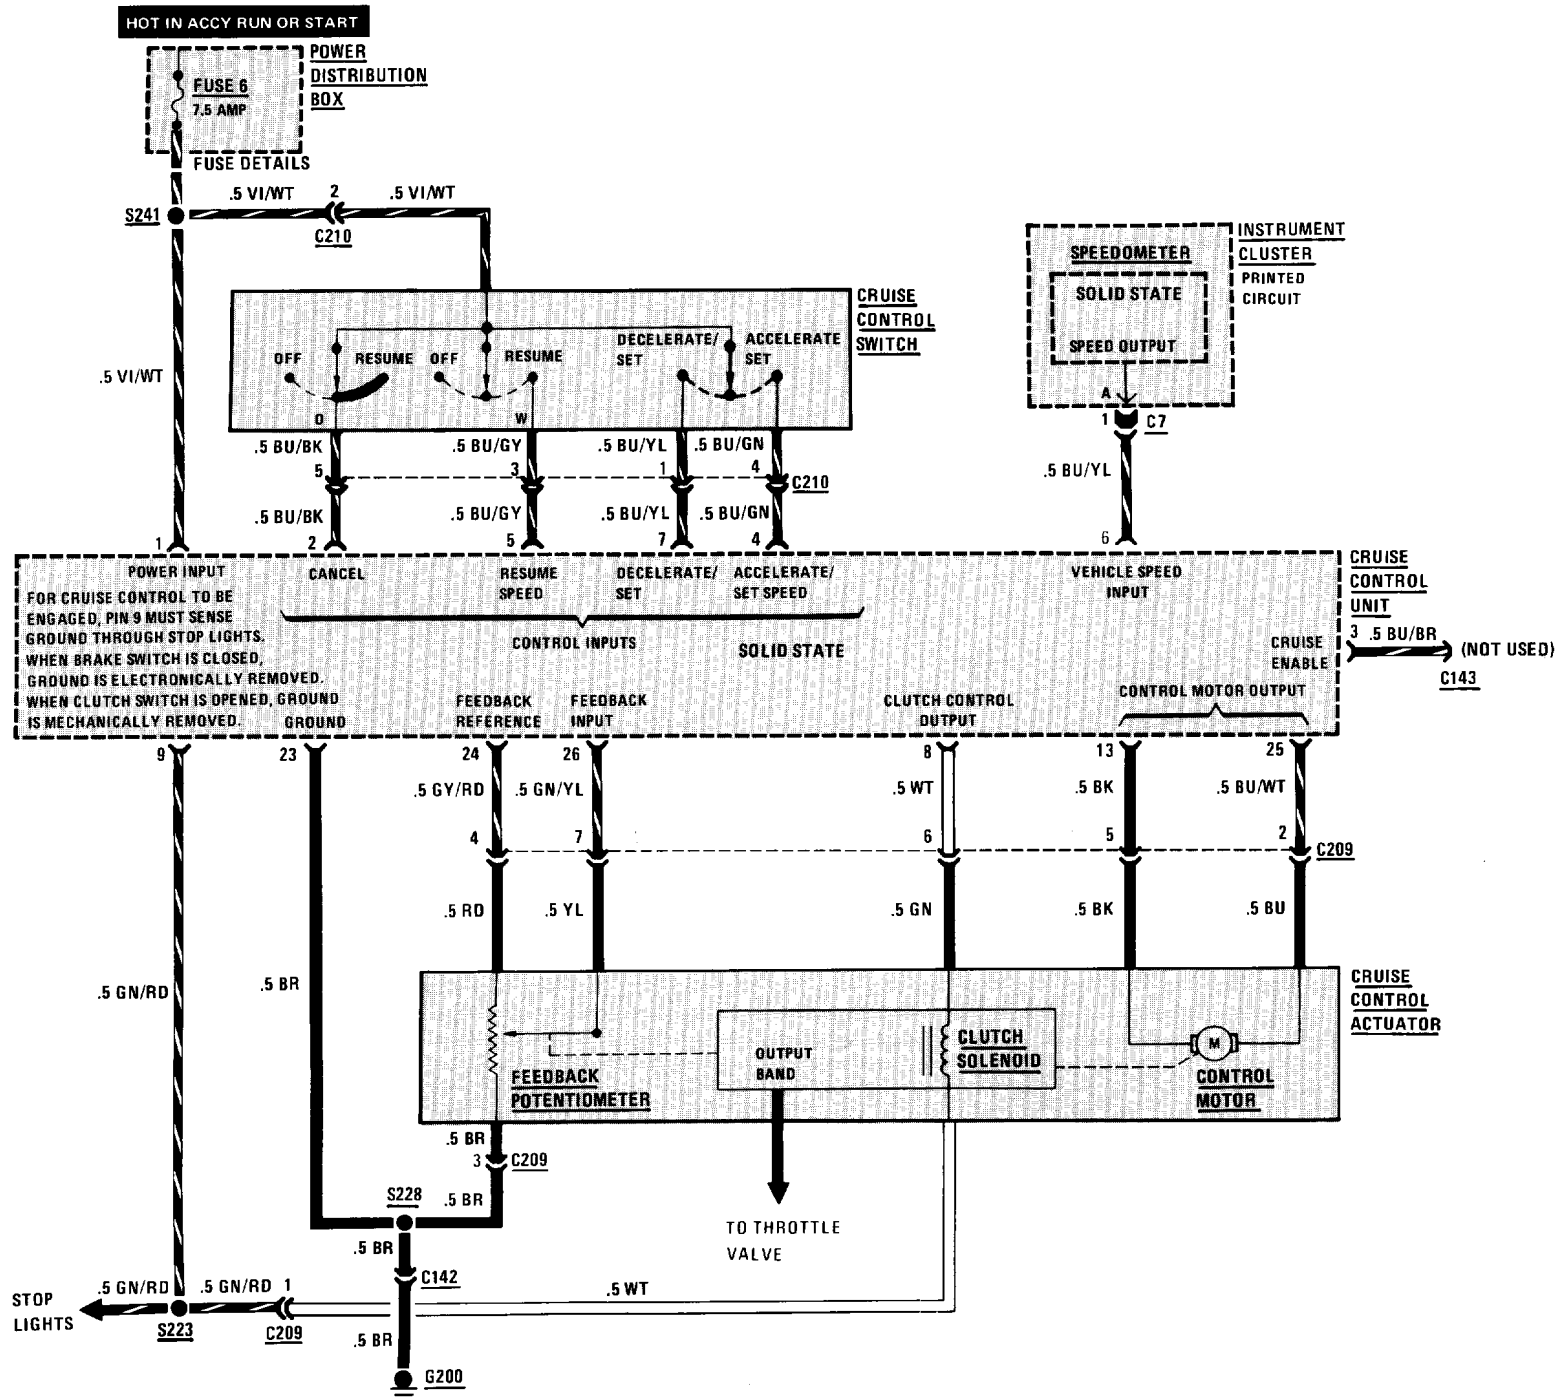 HOT IN ACCY RUN OR START
POWER
DISTRIBUTION
BOX
FUSE 6
7.5 AMP
FUSE DETAILS
.5 VI/WT
2
.5 VI/WT
S241
C210
.5 VI/WT
CRUISE
CONTROL
SWITCH
OFF
RESUME
OFF
RESUME
DECELERATE/
SET
ACCELERATE
SET
O
W
INSTRUMENT
CLUSTER
PRINTED
CIRCUIT
SPEEDOMETER
SOLID STATE
SPEED OUTPUT
A
1
C7
.5 BU/YL
6
.5 BU/BK
.5 BU/GY
.5 BU/YL
.5 BU/GN
5
3
1
4
C210
.5 BU/BK
.5 BU/GY
.5 BU/YL
.5 BU/GN
1
2
5
7
4
POWER INPUT
CANCEL
RESUME
SPEED
DECELERATE/
SET
ACCELERATE/
SET SPEED
VEHICLE SPEED
INPUT
CRUISE
CONTROL
UNIT
FOR CRUISE CONTROL TO BE
ENGAGED, PIN 9 MUST SENSE
GROUND THROUGH STOP LIGHTS.
WHEN BRAKE SWITCH IS CLOSED,
GROUND IS ELECTRONICALLY REMOVED.
WHEN CLUTCH SWITCH IS OPENED, GROUND
IS MECHANICALLY REMOVED.
CONTROL INPUTS
SOLID STATE
CRUISE
ENABLE
3
.5 BU/BR
(NOT USED)
C143
GROUND
FEEDBACK
REFERENCE
FEEDBACK
INPUT
CLUTCH CONTROL
OUTPUT
CONTROL MOTOR OUTPUT
9
23
24
26
8
13
25
.5 GY/RD
.5 GN/YL
.5 WT
.5 BK
.5 BU/WT
4
7
6
5
2
C209
.5 RD
.5 YL
.5 GN
.5 BK
.5 BU
.5 GN/RD
.5 BR
CRUISE
CONTROL
ACTUATOR
FEEDBACK
POTENTIOMETER
OUTPUT
BAND
CLUTCH
SOLENOID
M
CONTROL
MOTOR
.5 BR
3
C209
.5 BR
S228
.5 BR
C142
TO THROTTLE
VALVE
STOP
LIGHTS
.5 GN/RD
.5 GN/RD
1
.5 WT
S223
C209
.5 BR
G200